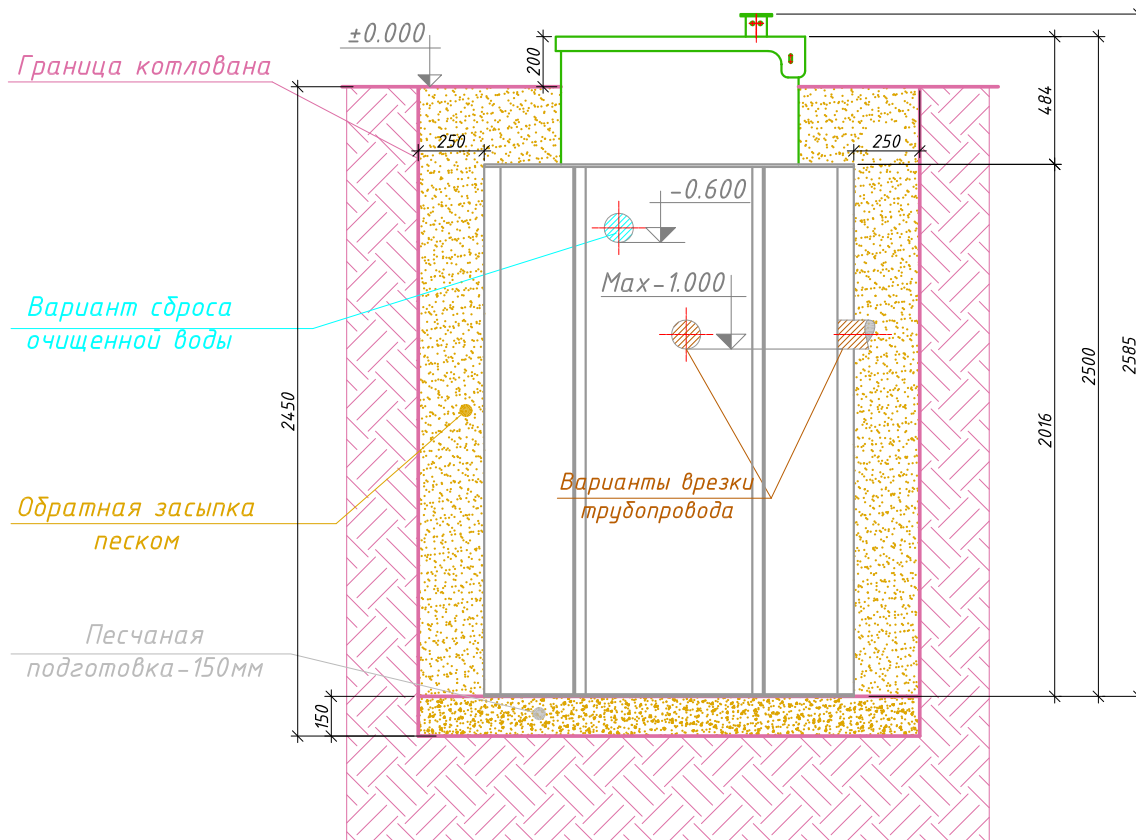 ±0.000
Граница котлована
200
484
250
250
-0.600
Max-1.000
Вариант сброса
очищенной воды
2585
2500
2450
2016
Варианты врезки
трубопровода
Обратная засыпка
песком
Песчаная
подготовка-150мм
150